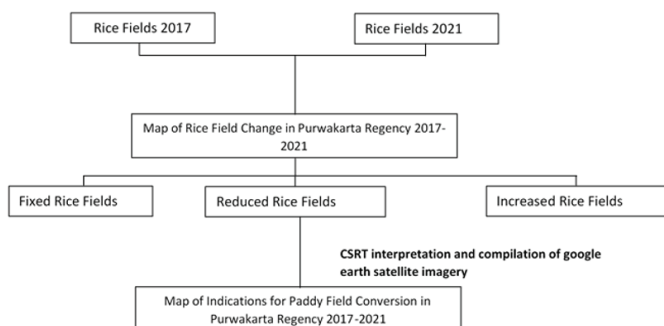 Rice Fields 2017
Rice Fields 2021
Map of Rice Field Change in Purwakarta Regency 2017-
2021
Fixed Rice Fields
Reduced Rice Fields
Increased Rice Fields
CSRT interpretation and compilation of google
earth satellite imagery
Map of Indications for Paddy Field Conversion in
Purwakarta Regency 2017-2021